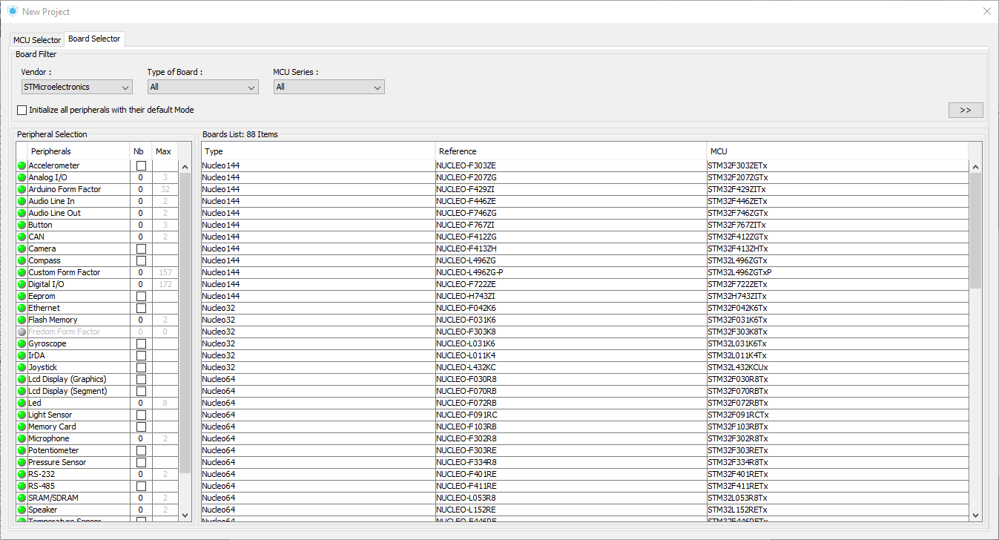 New Project
MCU Selector Board Selector
Board Filter
Vendor : Type of Board : MCU Series :
STMicroelectronics All All
Initialize all peripherals with their default Mode >>
Peripheral Selection
Peripherals Nb Max
Accelerometer
Analog I/O 0 3
Arduino Form Factor 0 32
Audio Line In 0 2
Audio Line Out 0 2
Button 0 3
CAN 0 2
Camera
Compass
Custom Form Factor 0 157
Digital I/O 0 172
Eeprom
Ethernet
Flash Memory 0 2
Fredom Form Factor 0 0
Gyroscope
IrDA
Joystick
Lcd Display (Graphics)
Lcd Display (Segment)
Led 0 8
Light Sensor
Memory Card
Microphone 0 2
Potentiometer
Pressure Sensor
RS-232 0 2
RS-485
SRAM/SDRAM 0 2
Speaker 0 2
Temperature Sensor
Boards List: 88 Items
Type Reference MCU
Nucleo144 NUCLEO-F303ZE STM32F303ZETx
Nucleo144 NUCLEO-F207ZG STM32F207ZGTx
Nucleo144 NUCLEO-F429ZI STM32F429ZITx
Nucleo144 NUCLEO-F446ZE STM32F446ZETx
Nucleo144 NUCLEO-F746ZG STM32F746ZGTx
Nucleo144 NUCLEO-F767ZI STM32F767ZITx
Nucleo144 NUCLEO-F412ZG STM32F412ZGTx
Nucleo144 NUCLEO-F413ZH STM32F413ZHTx
Nucleo144 NUCLEO-L496ZG STM32L496ZGTx
Nucleo144 NUCLEO-L496ZG-P STM32L496ZGTxP
Nucleo144 NUCLEO-F722ZE STM32F722ZETx
Nucleo144 NUCLEO-H743ZI STM32H743ZITx
Nucleo32 NUCLEO-F042K6 STM32F042K6Tx
Nucleo32 NUCLEO-F031K6 STM32F031K6Tx
Nucleo32 NUCLEO-F303K8 STM32F303K8Tx
Nucleo32 NUCLEO-L031K6 STM32L031K6Tx
Nucleo32 NUCLEO-L011K4 STM32L011K4Tx
Nucleo32 NUCLEO-L432KC STM32L432KCUx
Nucleo64 NUCLEO-F030R8 STM32F030R8Tx
Nucleo64 NUCLEO-F070RB STM32F070RBTx
Nucleo64 NUCLEO-F072RB STM32F072RBTx
Nucleo64 NUCLEO-F091RC STM32F091RCTx
Nucleo64 NUCLEO-F103RB STM32F103RBTx
Nucleo64 NUCLEO-F302R8 STM32F302R8Tx
Nucleo64 NUCLEO-F303RE STM32F303RETx
Nucleo64 NUCLEO-F334R8 STM32F334R8Tx
Nucleo64 NUCLEO-F401RE STM32F401RETx
Nucleo64 NUCLEO-F411RE STM32F411RETx
Nucleo64 NUCLEO-L053R8 STM32L053R8Tx
Nucleo64 NUCLEO-L152RE STM32L152RETx
Nucleo64 NUCLEO-F446RE STM32F446RETx